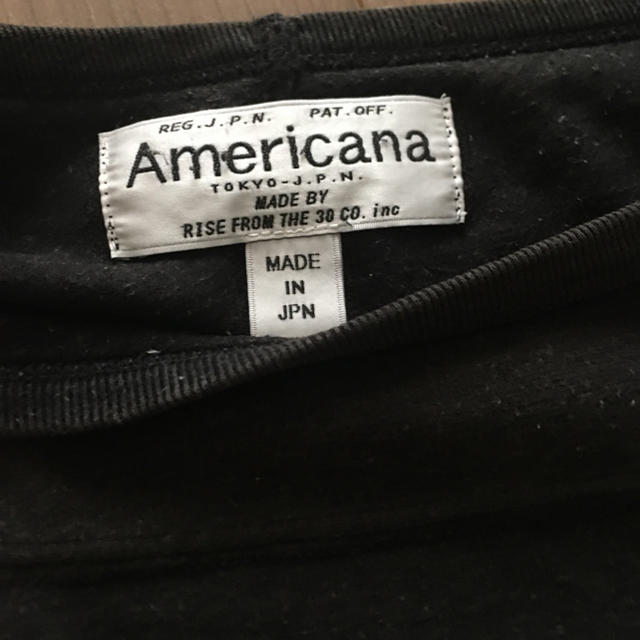 REG.J.P.N. PAT.OFF.
Americana
TOKYO-J.P.N.
MADE BY
RISE FROM THE 30 CO. inc
MADE
IN
JPN